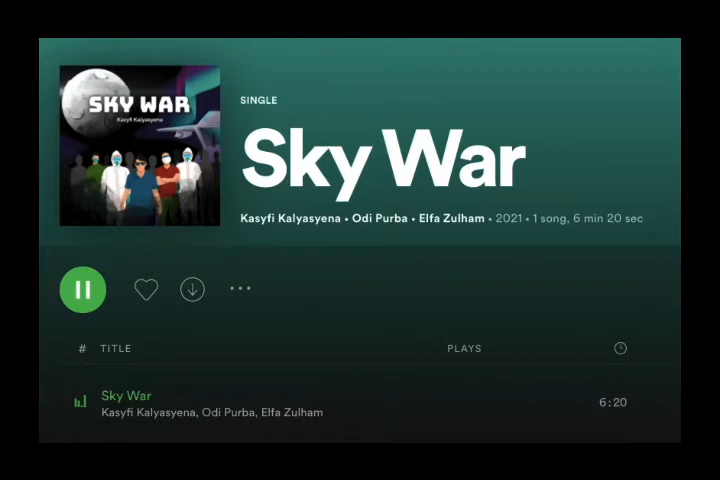 SKY WAR
Kasyfi Kalyasyena
SINGLE
Sky War
Kasyfi Kalyasyena • Odi Purba • Elfa Zulham • 2021 • 1 song, 6 min 20 sec
# TITLE PLAYS
Sky War 6:20
Kasyfi Kalyasyena, Odi Purba, Elfa Zulham